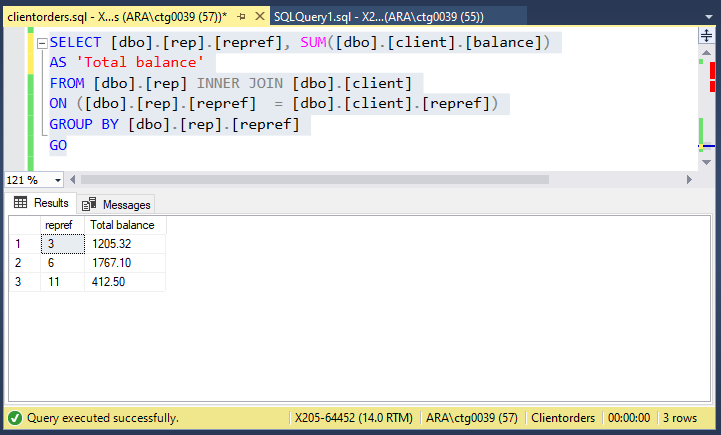 clientorders.sql - X...s (ARA\ctg0039 (57))* SQLQuery1.sql - X2...(ARA\ctg0039 (55))
SELECT [dbo].[rep].[repref], SUM([dbo].[client].[balance])
AS 'Total balance'
FROM [dbo].[rep] INNER JOIN [dbo].[client]
ON ([dbo].[rep].[repref]  = [dbo].[client].[repref])
GROUP BY [dbo].[rep].[repref]
GO
121 %
Results Messages
repref Total balance
1 3 1205.32
2 6 1767.10
3 11 412.50
Query executed successfully. X205-64452 (14.0 RTM) ARA\ctg0039 (57) Clientorders 00:00:00 3 rows